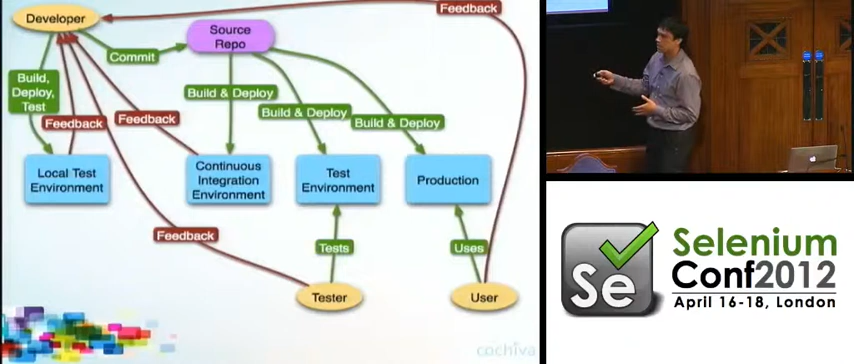 Developer
Feedback
Source
Repo
Commit
Build,
Deploy,
Test
Build & Deploy
Build & Deploy
Build & Deploy
Feedback
Feedback
Local Test
Environment
Continuous
Integration
Environment
Test
Environment
Production
Feedback
Tests
Uses
Tester
User
cochiva
Se
Selenium
Conf2012
April 16-18, London